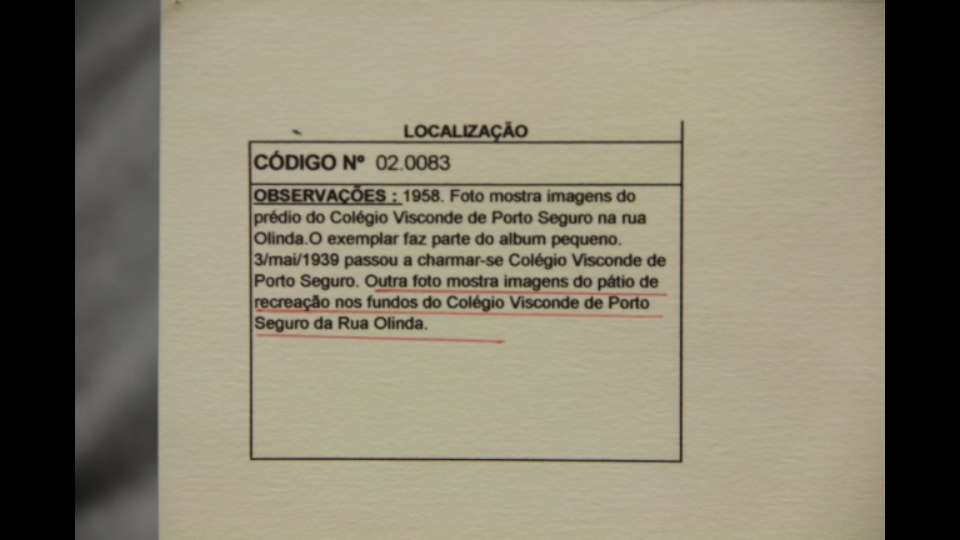 LOCALIZAÇÃO
CÓDIGO Nº 02.0083
OBSERVAÇÕES : 1958. Foto mostra imagens do
prédio do Colégio Visconde de Porto Seguro na rua
Olinda.O exemplar faz parte do album pequeno.
3/mai/1939 passou a charmar-se Colégio Visconde de
Porto Seguro. Outra foto mostra imagens do pátio de
recreação nos fundos do Colégio Visconde de Porto
Seguro da Rua Olinda.